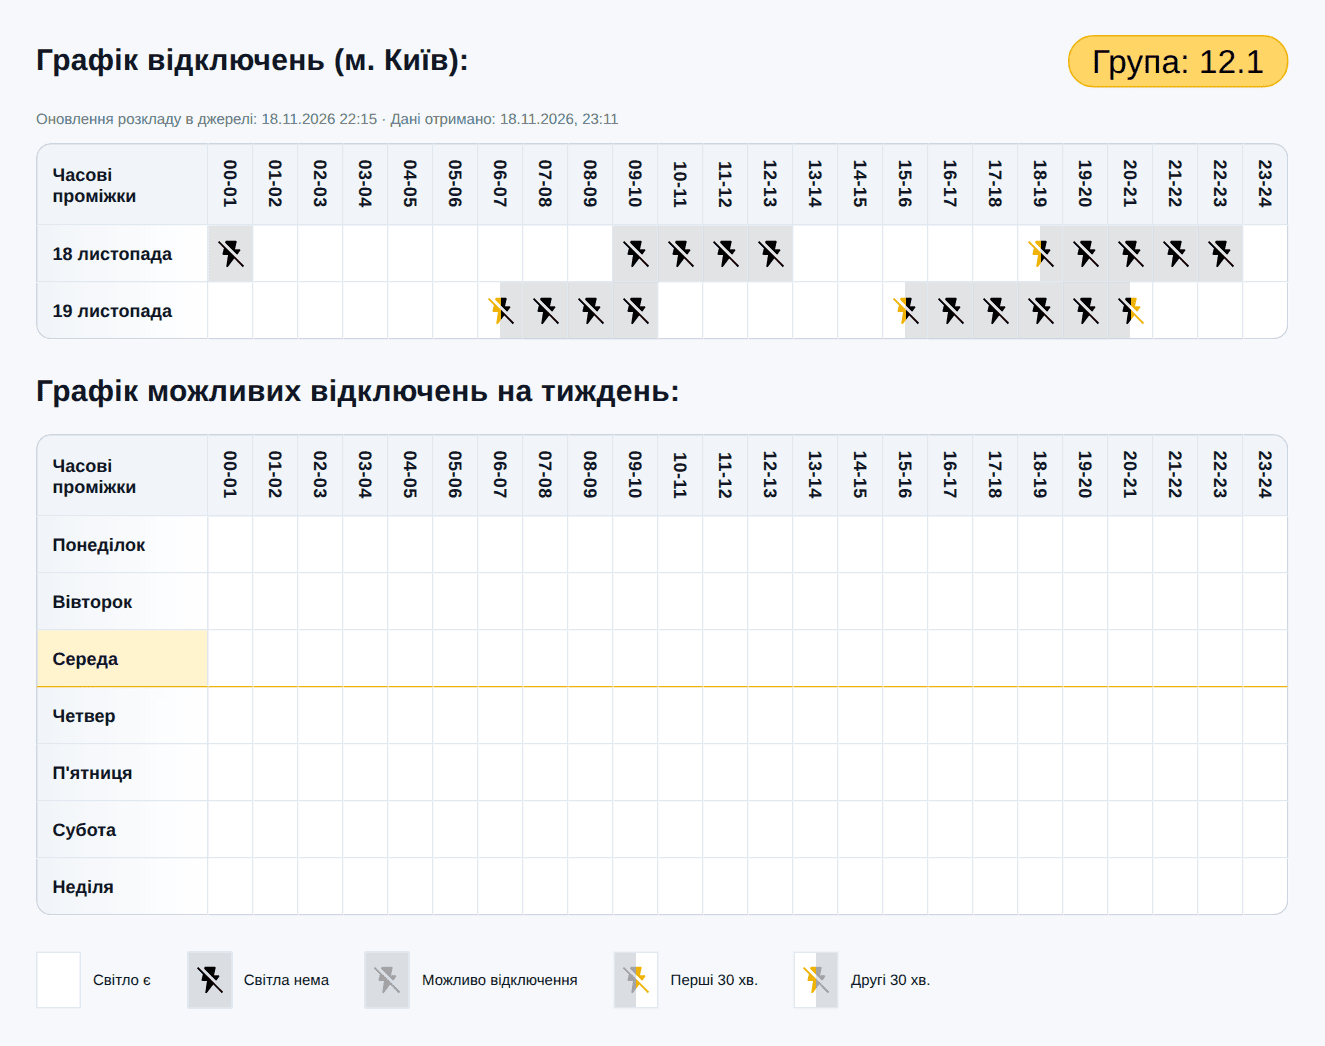 Графік відключень (м. Київ):
Група: 12.1
Оновлення розкладу в джерелі: 18.11.2026 22:15 · Дані отримано: 18.11.2026, 23:11
Часові
проміжки
00-01 01-02 02-03 03-04 04-05 05-06 06-07 07-08 08-09 09-10 10-11 11-12 12-13 13-14 14-15 15-16 16-17 17-18 18-19 19-20 20-21 21-22 22-23 23-24
18 листопада
19 листопада
Графік можливих відключень на тиждень:
Часові
проміжки
00-01 01-02 02-03 03-04 04-05 05-06 06-07 07-08 08-09 09-10 10-11 11-12 12-13 13-14 14-15 15-16 16-17 17-18 18-19 19-20 20-21 21-22 22-23 23-24
Понеділок
Вівторок
Середа
Четвер
П'ятниця
Субота
Неділя
Світло є Світла нема Можливо відключення Перші 30 хв. Другі 30 хв.